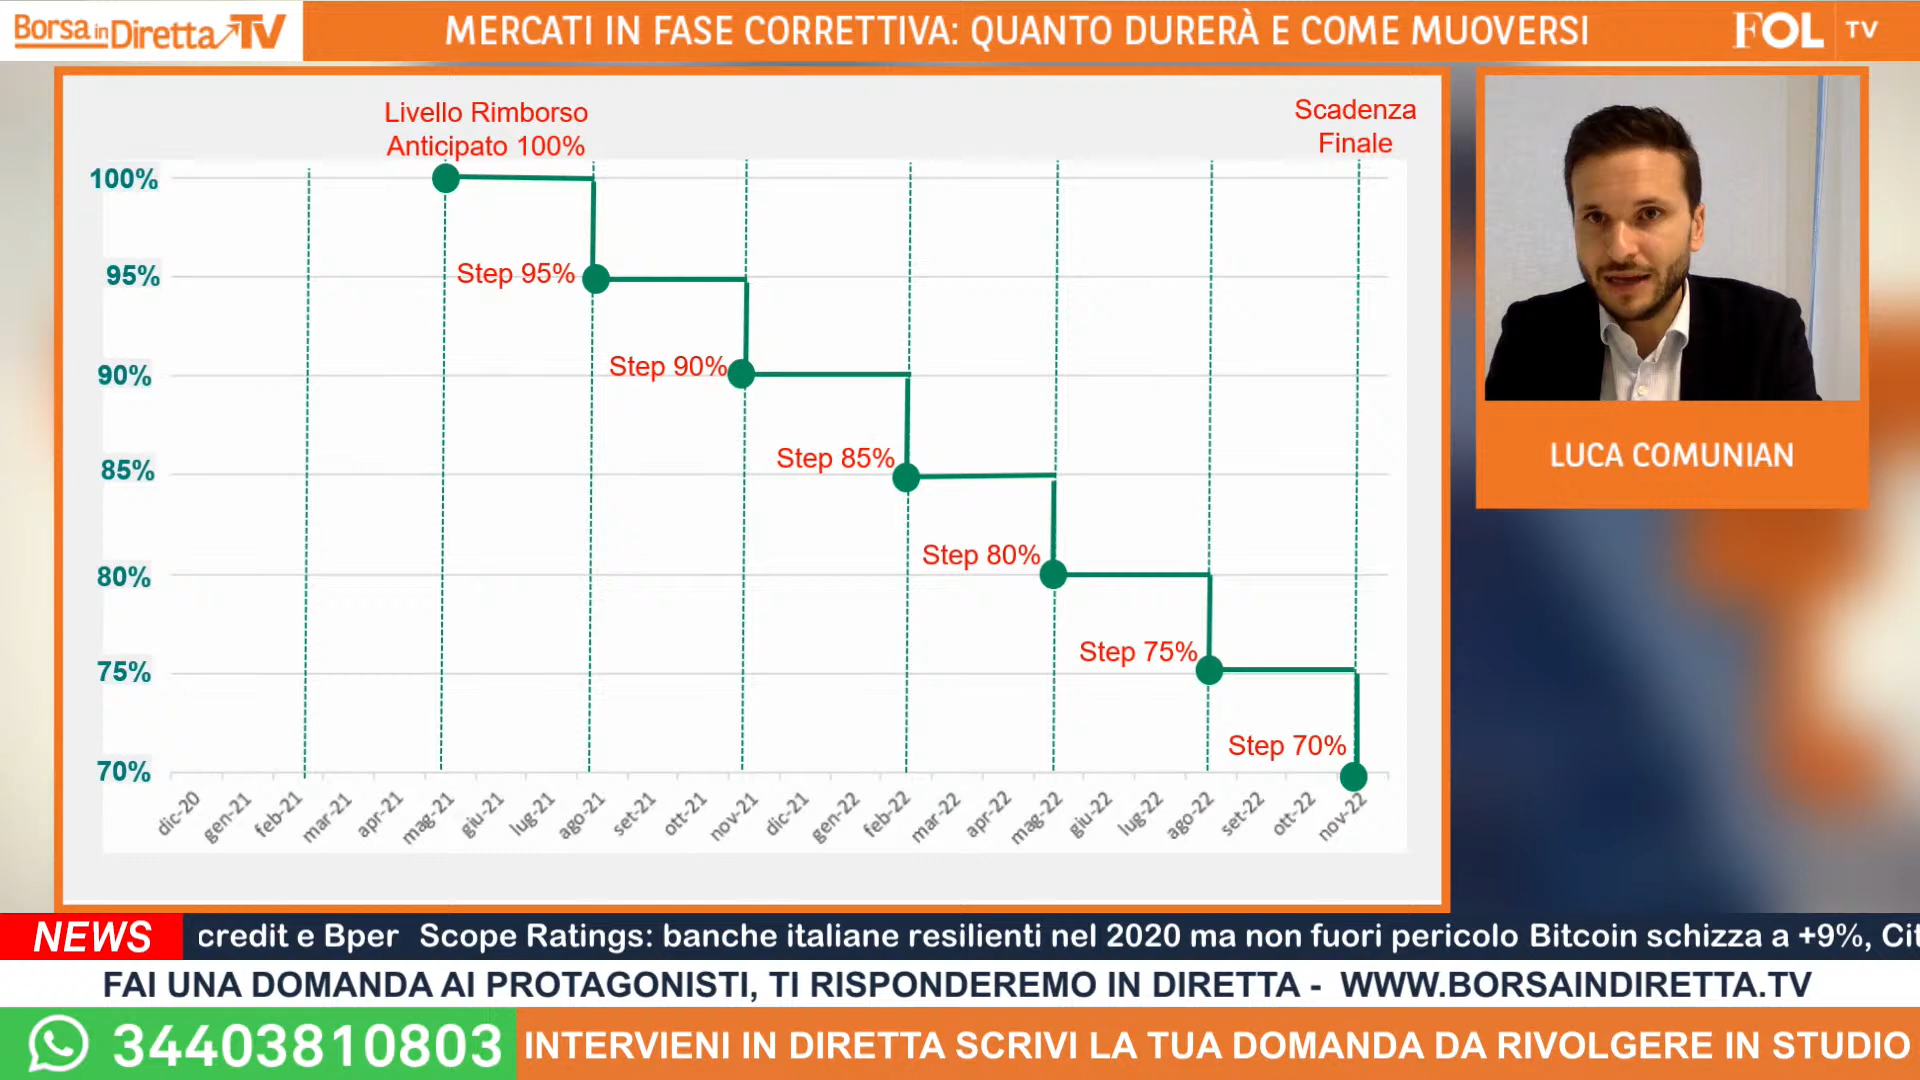 Borsa in Diretta TV
MERCATI IN FASE CORRETTIVA: QUANTO DURERÀ E COME MUOVERSI
FOL TV
Livello Rimborso
Anticipato 100%
Scadenza
Finale
100%
95%
90%
85%
80%
75%
70%
Step 95%
Step 90%
Step 85%
Step 80%
Step 75%
Step 70%
dic-20
gen-21
feb-21
mar-21
apr-21
mag-21
giu-21
lug-21
ago-21
set-21
ott-21
nov-21
dic-21
gen-22
feb-22
mar-22
apr-22
mag-22
giu-22
lug-22
ago-22
set-22
ott-22
nov-22
LUCA COMUNIAN
NEWS
credit e Bper Scope Ratings: banche italiane resilienti nel 2020 ma non fuori pericolo Bitcoin schizza a +9%, Cit
FAI UNA DOMANDA AI PROTAGONISTI, TI RISPONDEREMO IN DIRETTA - WWW.BORSAINDIRETTA.TV
34403810803
INTERVIENI IN DIRETTA SCRIVI LA TUA DOMANDA DA RIVOLGERE IN STUDIO